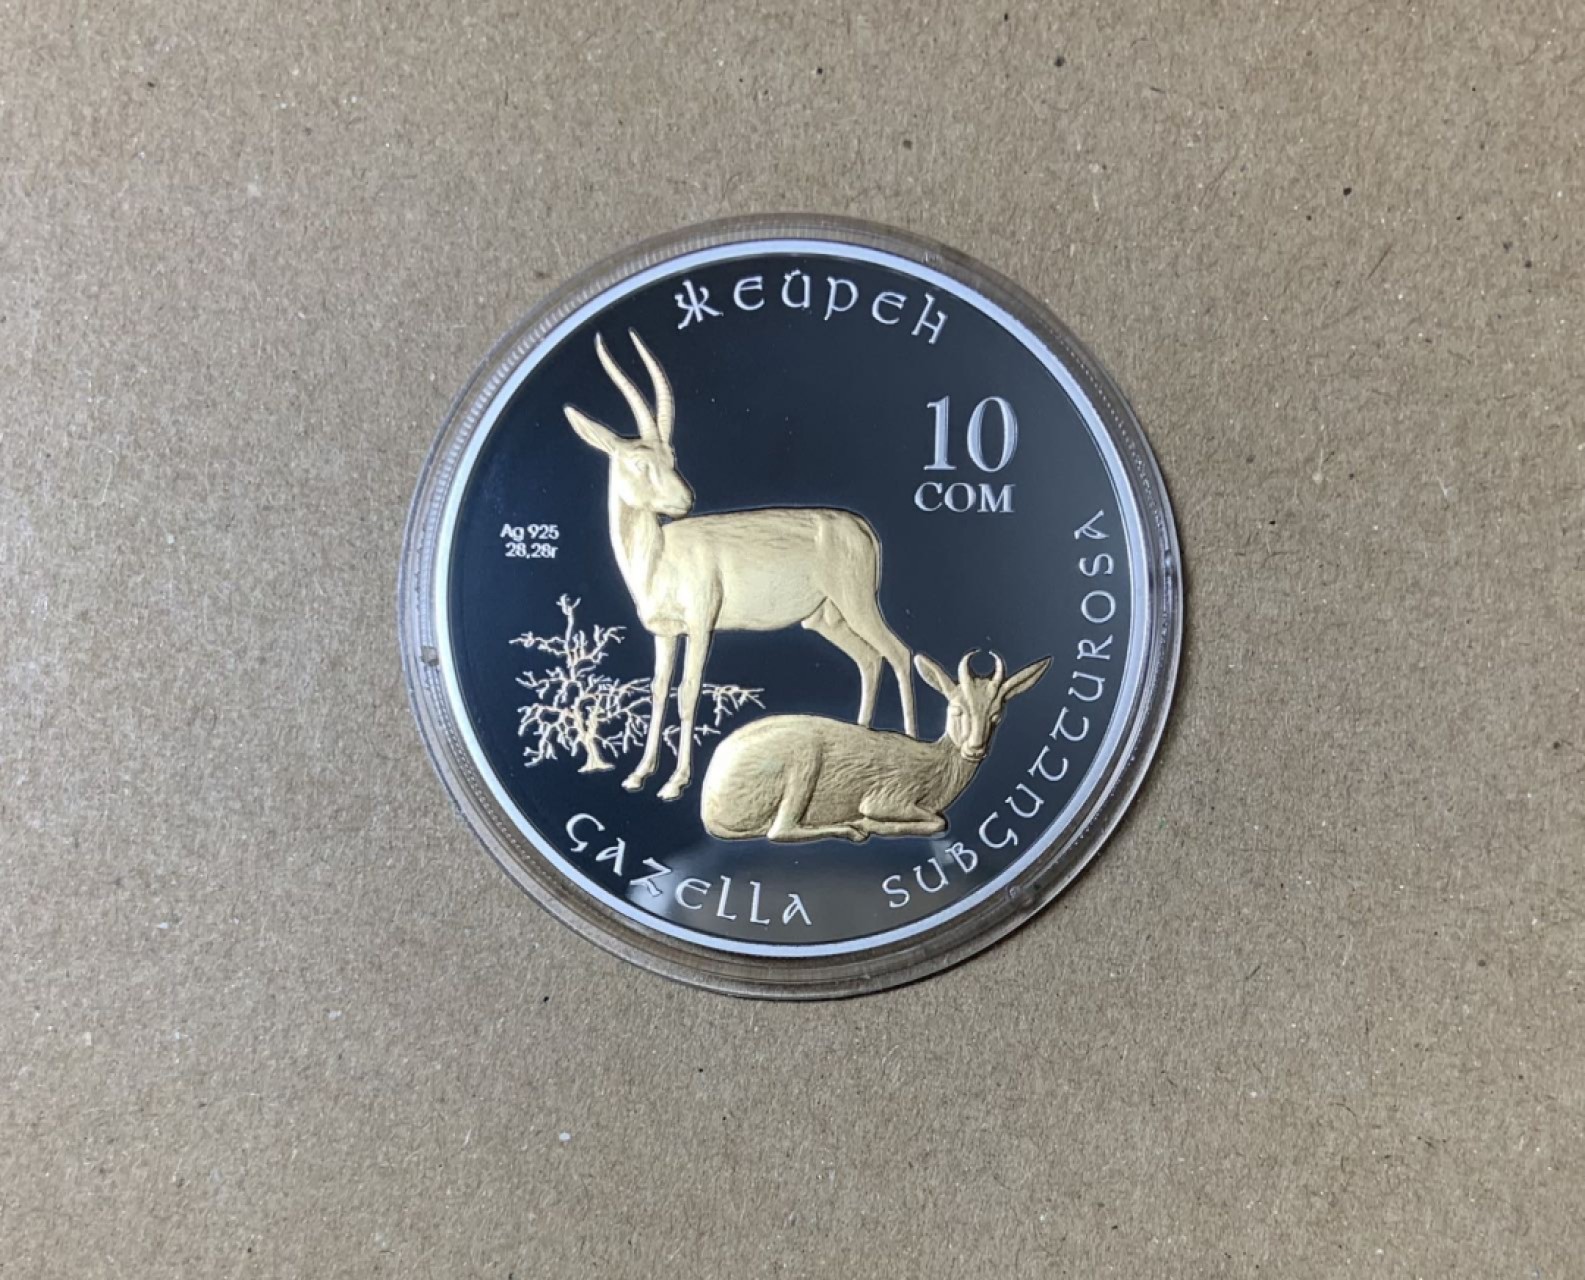 ЖЕЙРЕН
10
СОМ
Ag 925
28,28г
GAZELLA SUBGUTTUROSA